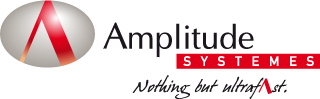 Amplitude
SYSTEMES
Nothing but ultrafast.